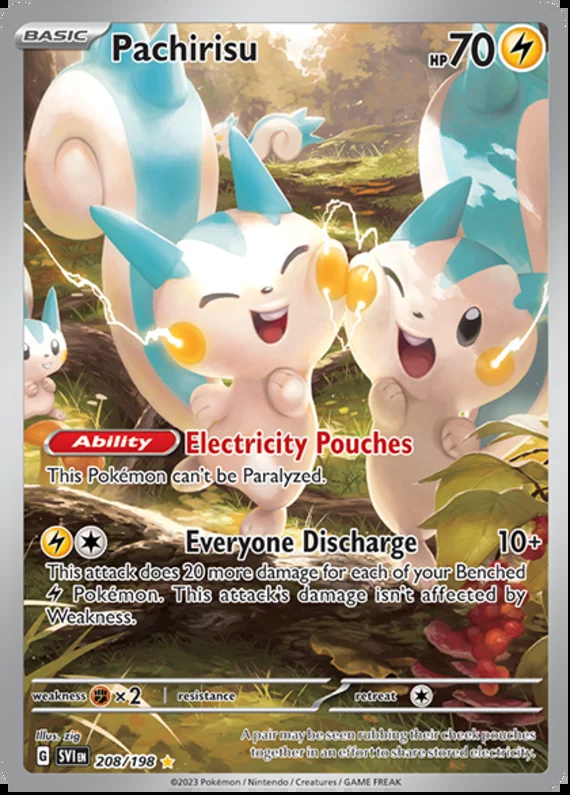 BASIC Pachirisu HP70
Ability Electricity Pouches
This Pokémon can't be Paralyzed.
Everyone Discharge 10+
This attack does 20 more damage for each of your Benched
Pokémon. This attack's damage isn't affected by
Weakness.
weakness ×2 resistance retreat
Illus. zig
A pair may be seen rubbing their cheek pouches
together in an effort to share stored electricity.
G SVI EN 208/198
©2023 Pokémon / Nintendo / Creatures / GAME FREAK